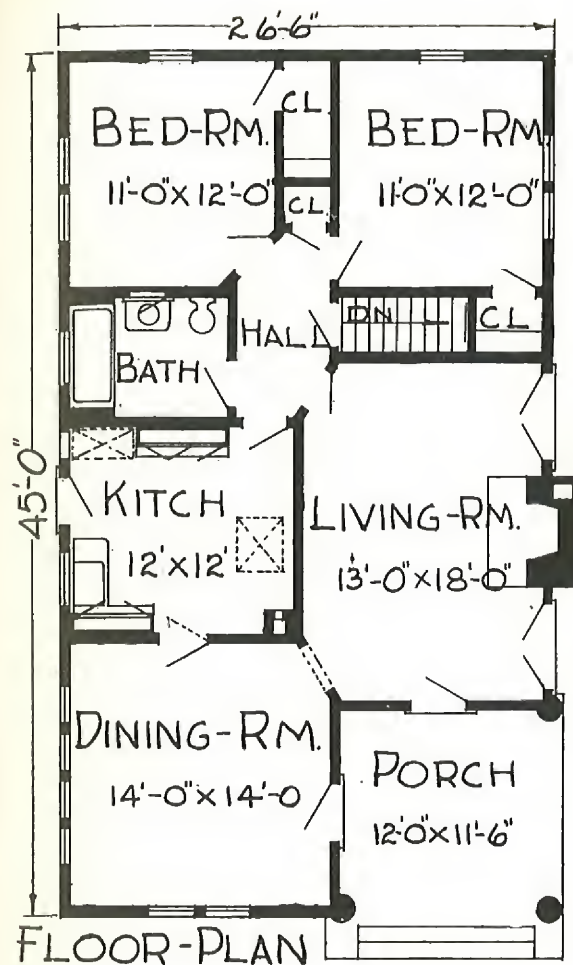 26'-6"
CL
BED-RM.
11'-0"X12'-0"
BED-RM
11'0"X12'-0"
CL
DN
CL
HALL
BATH
45'-0"
KITCH
12'X12'
LIVING-RM.
13'-0"X18'-0"
DINING-RM.
14'-0"X14'-0
PORCH
12'0"X11'-6"
FLOOR-PLAN